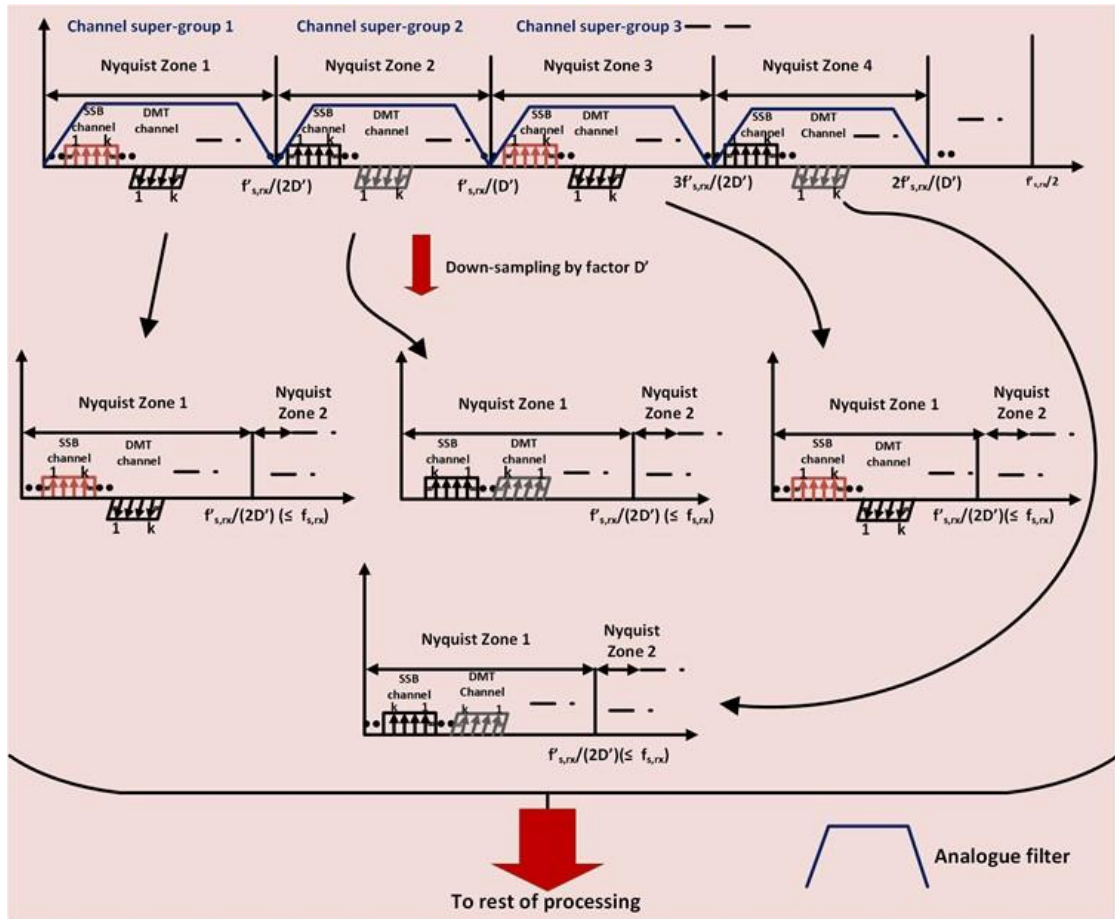 Channel super-group 1 Channel super-group 2 Channel super-group 3
Nyquist Zone 1 Nyquist Zone 2 Nyquist Zone 3 Nyquist Zone 4
SSB channel DMT channel SSB channel DMT channel SSB channel DMT channel SSB channel DMT Channel
1 k 1 k 1 k 1 k
f's,rx/(2D') f's,rx/(D') 3f's,rx/(2D') 2f's,rx/(D') f's,rx/2
1 k 1 k 1 k 1 k
Down-sampling by factor D'
Nyquist Zone 1 Nyquist Zone 2 Nyquist Zone 1 Nyquist Zone 2 Nyquist Zone 1 Nyquist Zone 2
SSB channel DMT channel SSB channel DMT channel SSB channel DMT channel
1 k k 1 k 1 1 k
f's,rx/(2D') (≤ fs,rx) f's,rx/(2D') (≤ fs,rx) f's,rx/(2D')(≤ fs,rx)
1 k 1 k
Nyquist Zone 1 Nyquist Zone 2
SSB channel DMT Channel
k 1 k 1
f's,rx/(2D')(≤ fs,rx)
Analogue filter
To rest of processing